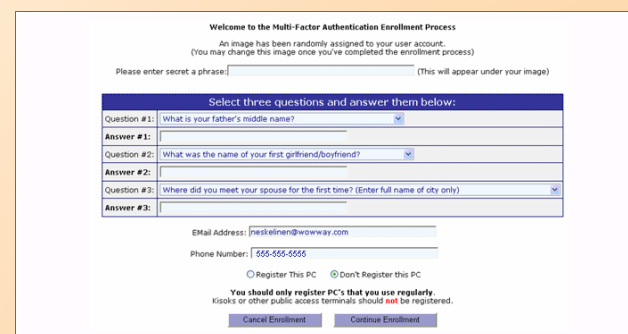 Welcome to the Multi-Factor Authentication Enrollment Process
An image has been randomly assigned to your user account.
(You may change this image once you've completed the enrollment process)
Please enter secret a phrase: (This will appear under your image)
Select three questions and answer them below:
Question #1: What is your father's middle name?
Answer #1:
Question #2: What was the name of your first girlfriend/boyfriend?
Answer #2:
Question #3: Where did you meet your spouse for the first time? (Enter full name of city only)
Answer #3:
EMail Address: neskelinen@wowway.com
Phone Number: 555-555-5555
Register This PC Don't Register this PC
You should only register PC's that you use regularly.
Kisoks or other public access terminals should not be registered.
Cancel Enrollment Continue Enrollment